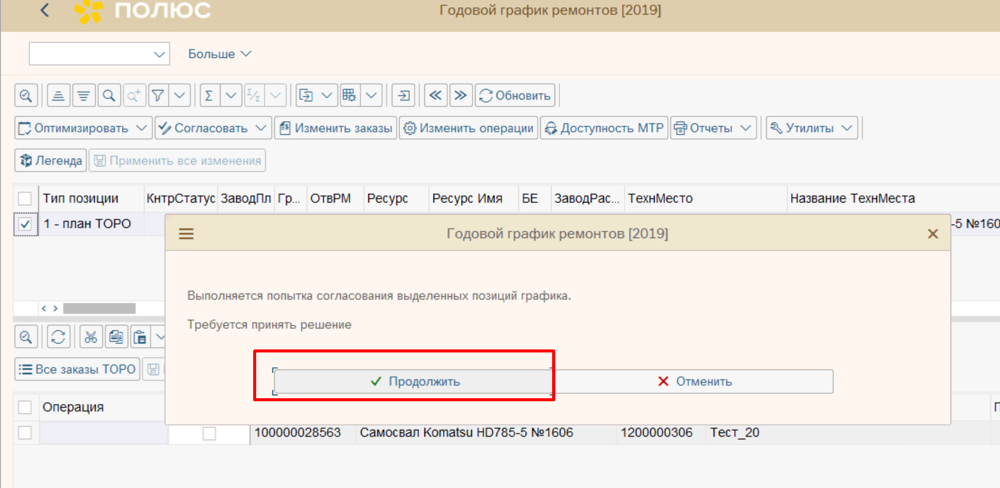 ПОЛЮС
Годовой график ремонтов [2019]
Больше
Обновить
Оптимизировать Согласовать Изменить заказы Изменить операции Доступность МТР Отчеты Утилиты
Легенда Применить все изменения
Тип позиции КнтрСтатус ЗаводПл Гр... ОтвРМ Ресурс Ресурс Имя БЕ ЗаводРас... ТехнМесто Название ТехнМеста
1 - план ТОРО -5 №160
Годовой график ремонтов [2019]
Выполняется попытка согласования выделенных позиций графика.
Требуется принять решение
Продолжить Отменить
Все заказы ТОРО
Операция
100000028563 Самосвал Komatsu HD785-5 №1606 1200000306 Тест_20